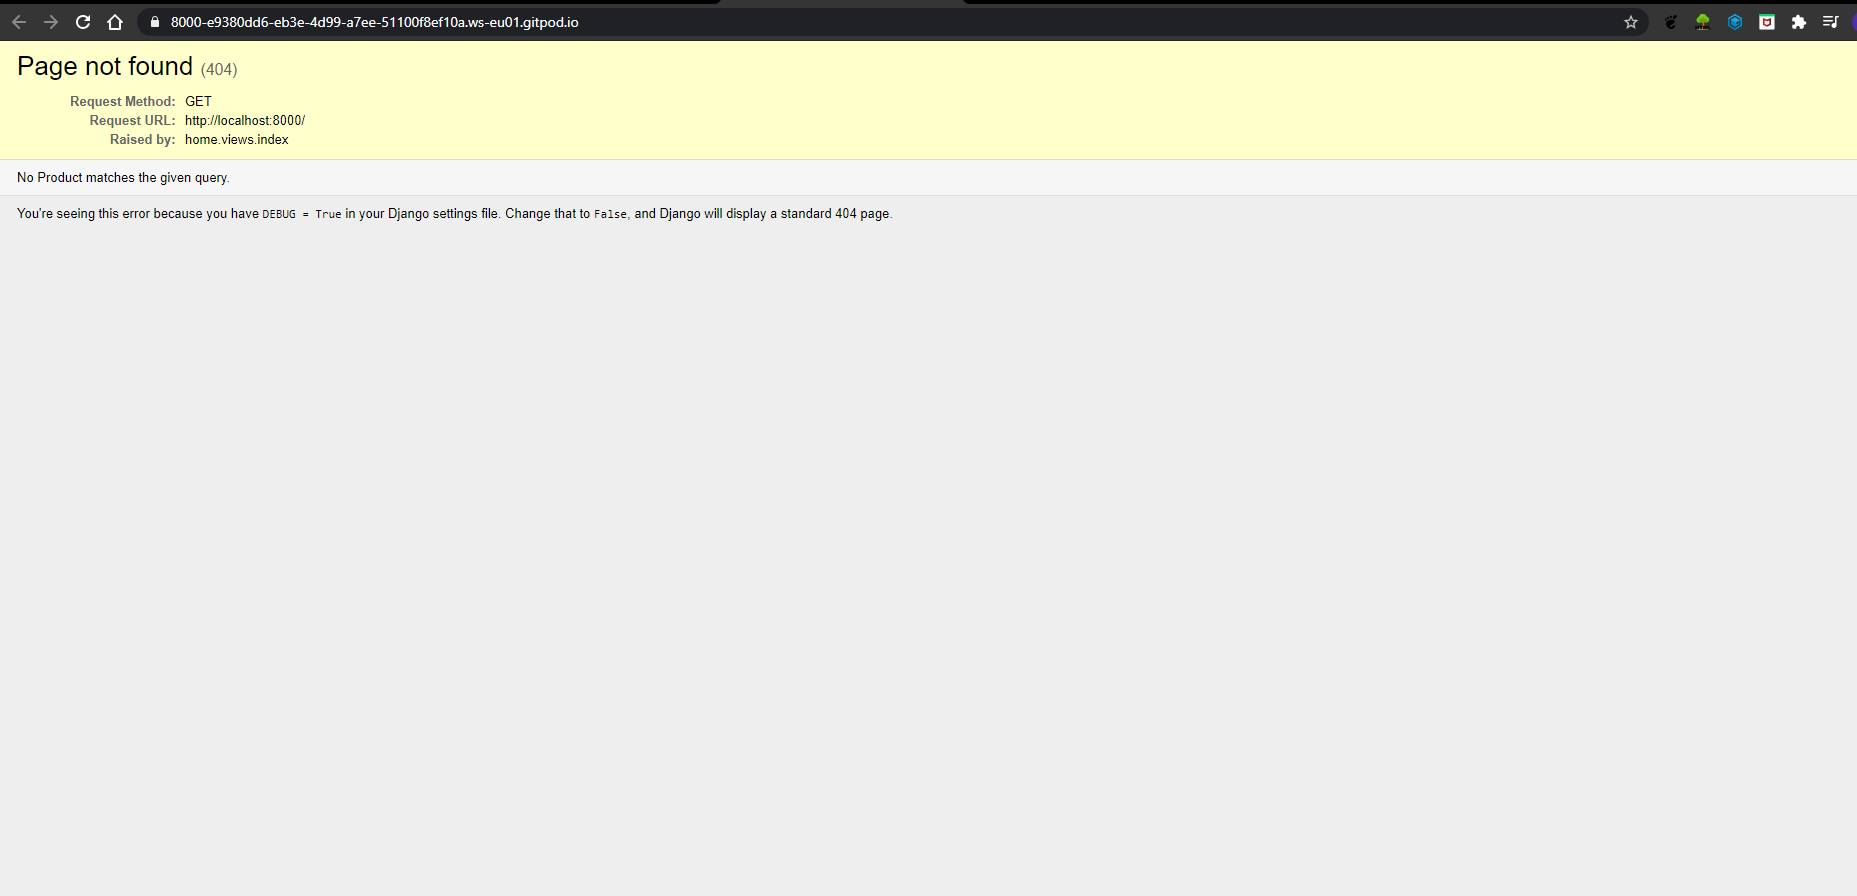 8000-e9380dd6-eb3e-4d99-a7ee-51100f8ef10a.ws-eu01.gitpod.io
Page not found (404)
Request Method: GET
Request URL: http://localhost:8000/
Raised by: home.views.index
No Product matches the given query.
You're seeing this error because you have DEBUG = True in your Django settings file. Change that to False, and Django will display a standard 404 page.